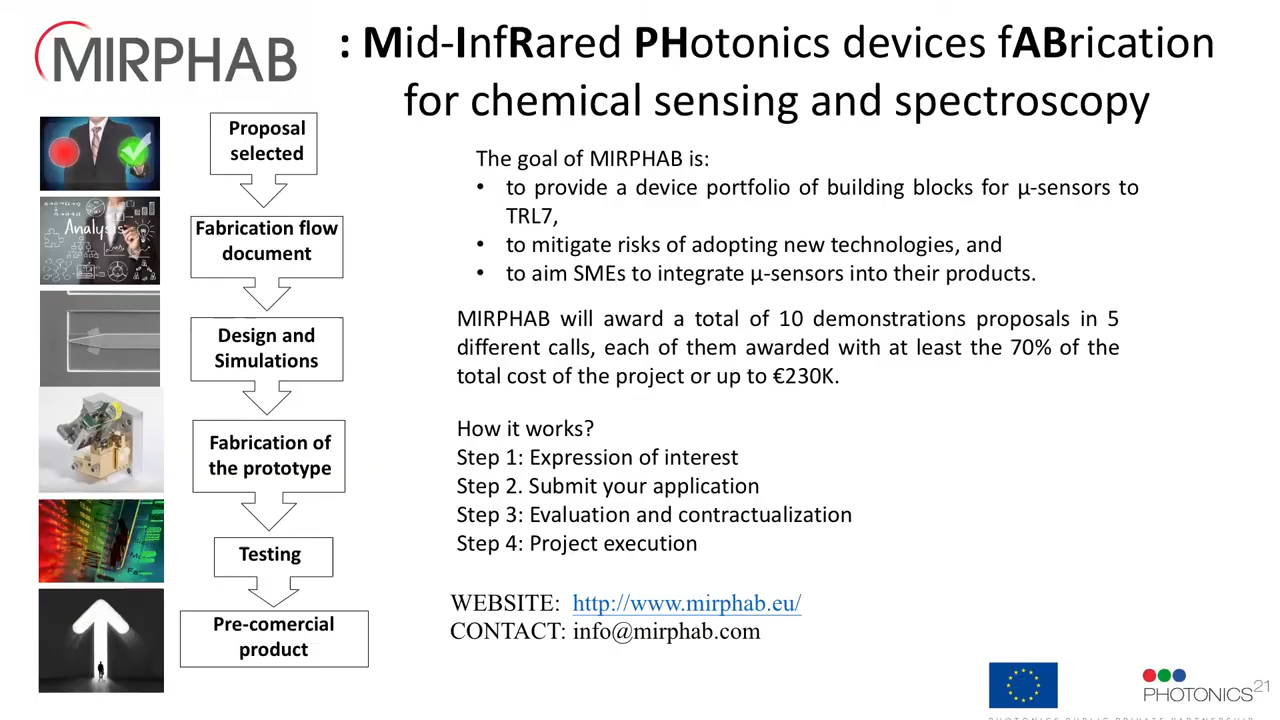 MIRPHAB
: Mid-InfRared PHotonics devices fABrication
for chemical sensing and spectroscopy
Proposal
selected
Fabrication flow
document
Analysis
Design and
Simulations
Fabrication of
the prototype
Testing
Pre-comercial
product
The goal of MIRPHAB is:
• to provide a device portfolio of building blocks for μ-sensors to
TRL7,
• to mitigate risks of adopting new technologies, and
• to aim SMEs to integrate μ-sensors into their products.
MIRPHAB will award a total of 10 demonstrations proposals in 5
different calls, each of them awarded with at least the 70% of the
total cost of the project or up to €230K.
How it works?
Step 1: Expression of interest
Step 2. Submit your application
Step 3: Evaluation and contractualization
Step 4: Project execution
WEBSITE: http://www.mirphab.eu/
CONTACT: info@mirphab.com
PHOTONICS21
PHOTONICS PUBLIC PRIVATE PARTNERSHIP